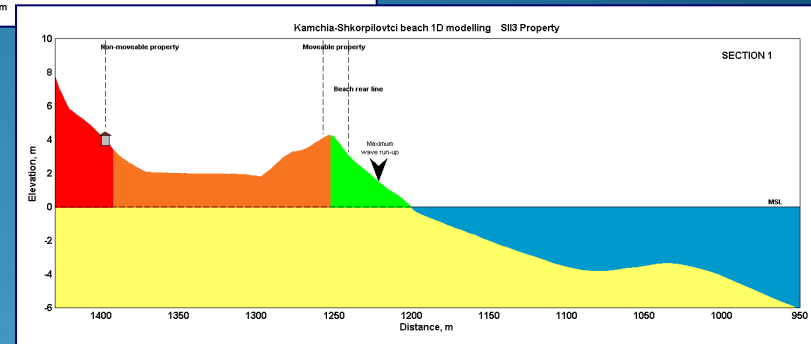 m
Kamchia-Shkorpilovtci beach 1D modelling SII3 Property
10
Non-moveable property
Moveable property
SECTION 1
8
Beach rear line
6
Maximum
wave run-up
4
Elevation, m
2
MSL
0
-2
-4
-6
1400
1350
1300
1250
1200
1150
1100
1050
1000
950
Distance, m